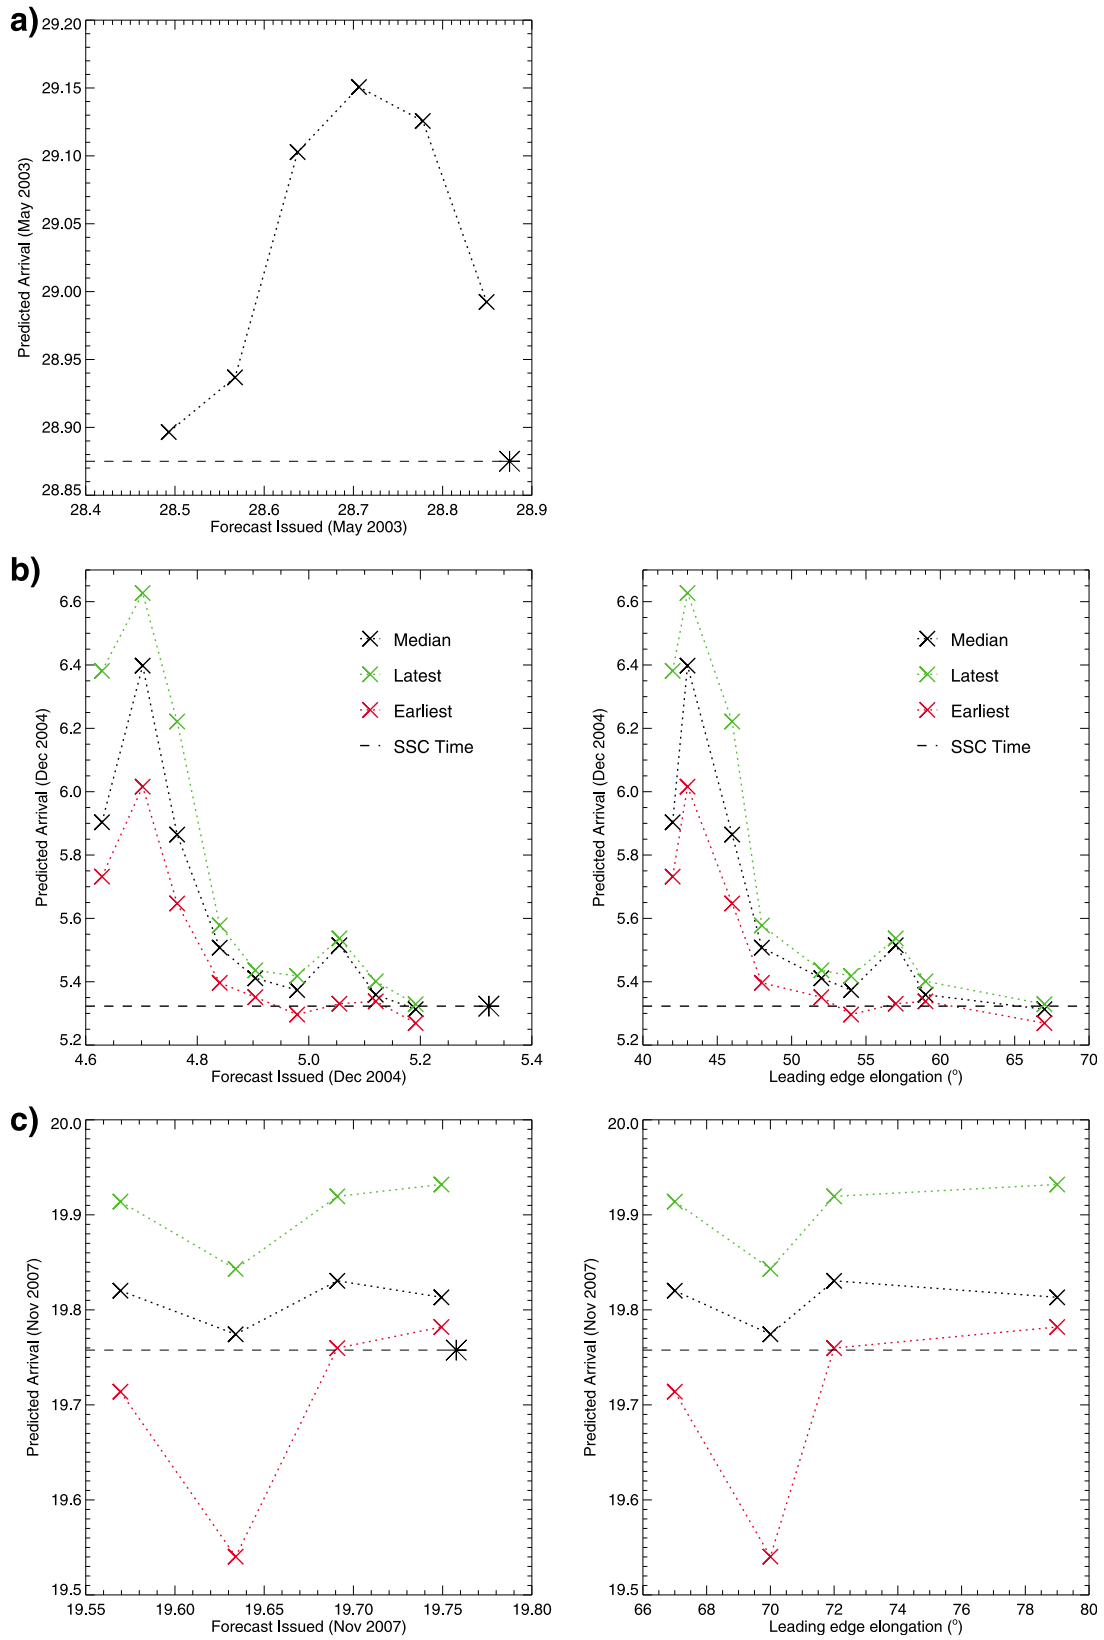 a)
29.20
29.15
29.10
29.05
29.00
28.95
28.90
28.85
Predicted Arrival (May 2003)
28.4 28.5 28.6 28.7 28.8 28.9
Forecast Issued (May 2003)
b)
6.6
6.4
6.2
6.0
5.8
5.6
5.4
5.2
Predicted Arrival (Dec 2004)
Median
Latest
Earliest
SSC Time
4.6 4.8 5.0 5.2 5.4
Forecast Issued (Dec 2004)
6.6
6.4
6.2
6.0
5.8
5.6
5.4
5.2
Predicted Arrival (Dec 2004)
Median
Latest
Earliest
SSC Time
40 45 50 55 60 65 70
Leading edge elongation (°)
c)
20.0
19.9
19.8
19.7
19.6
19.5
Predicted Arrival (Nov 2007)
19.55 19.60 19.65 19.70 19.75 19.80
Forecast Issued (Nov 2007)
20.0
19.9
19.8
19.7
19.6
19.5
Predicted Arrival (Nov 2007)
66 68 70 72 74 76 78 80
Leading edge elongation (°)